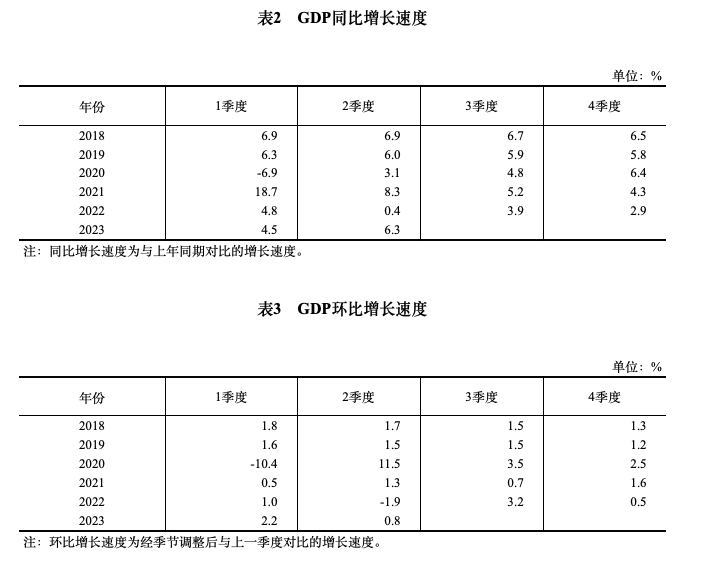 表2 GDP同比增长速度
单位：%
年份 1季度 2季度 3季度 4季度
2018 6.9 6.9 6.7 6.5
2019 6.3 6.0 5.9 5.8
2020 -6.9 3.1 4.8 6.4
2021 18.7 8.3 5.2 4.3
2022 4.8 0.4 3.9 2.9
2023 4.5 6.3
注：同比增长速度为与上年同期对比的增长速度。
表3 GDP环比增长速度
单位：%
年份 1季度 2季度 3季度 4季度
2018 1.8 1.7 1.5 1.3
2019 1.6 1.5 1.5 1.2
2020 -10.4 11.5 3.5 2.5
2021 0.5 1.3 0.7 1.6
2022 1.0 -1.9 3.2 0.5
2023 2.2 0.8
注：环比增长速度为经季节调整后与上一季度对比的增长速度。